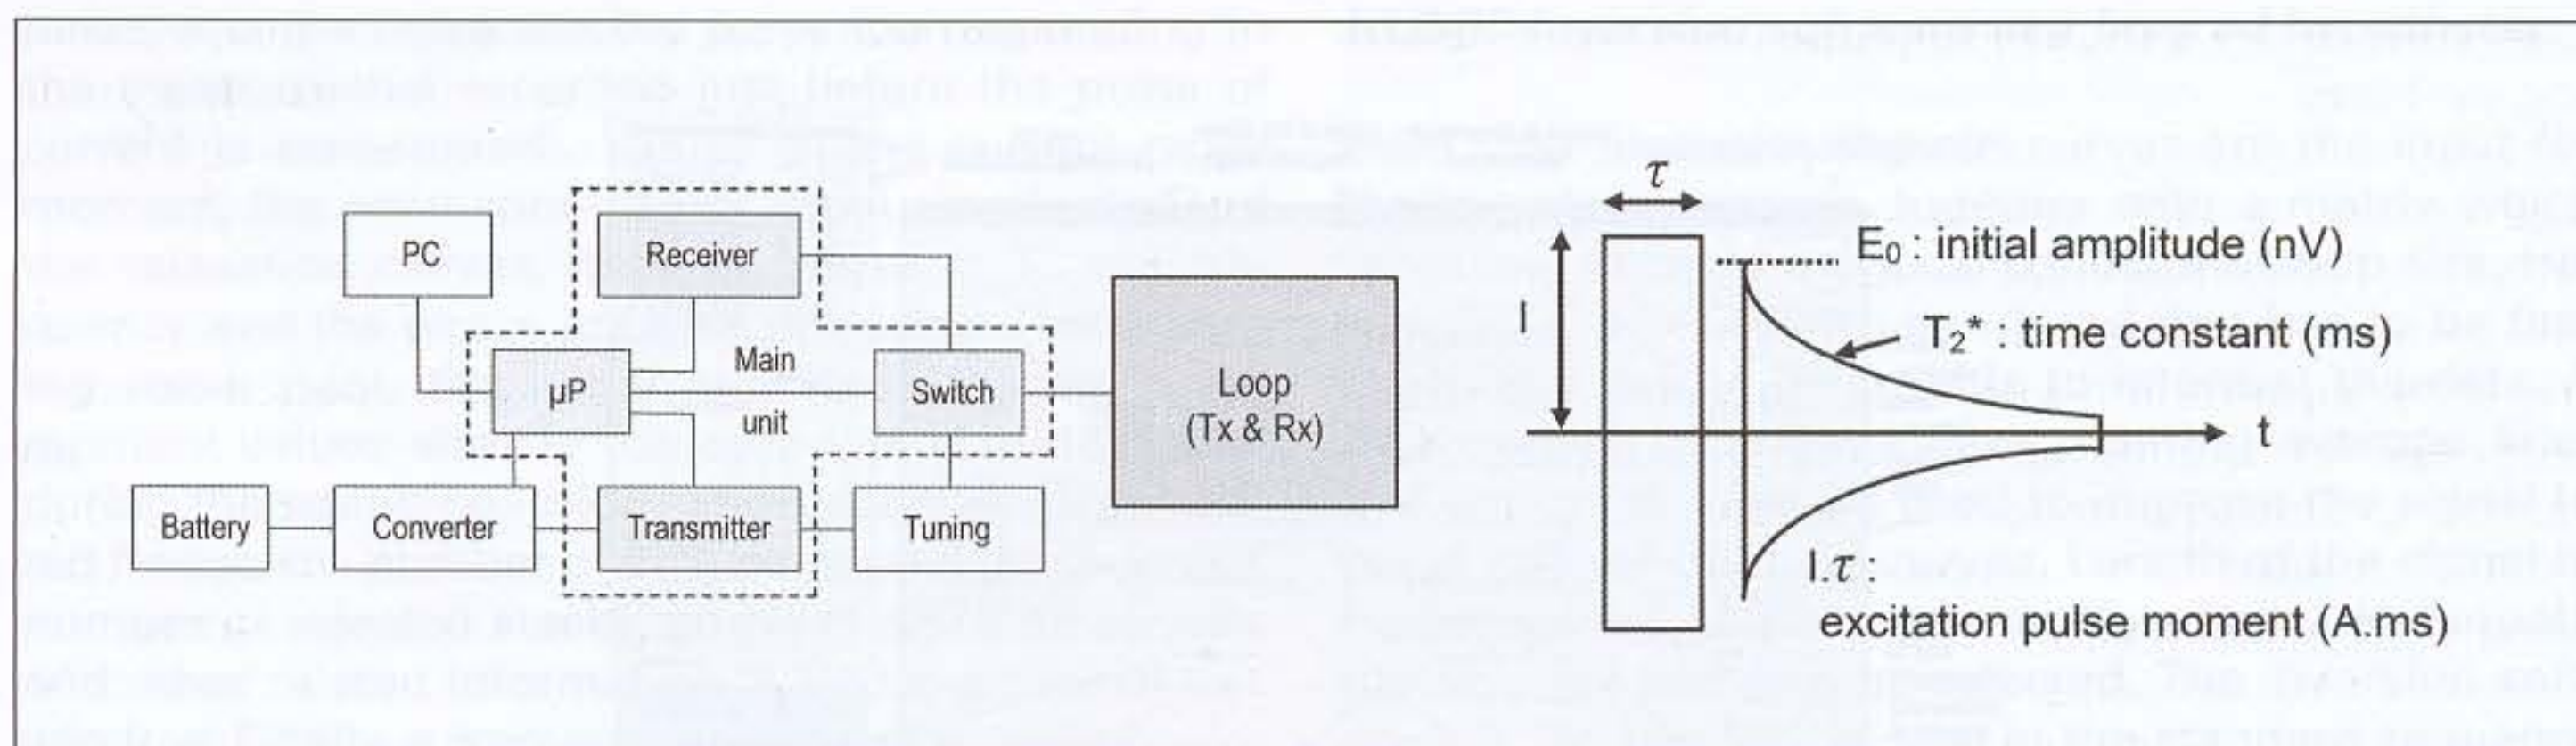 PC
Receiver
μP
Main
unit
Switch
Battery
Converter
Transmitter
Tuning
Loop
(Tx & Rx)
τ
I
E₀ : initial amplitude (nV)
T₂* : time constant (ms)
t
I.τ :
excitation pulse moment (A.ms)